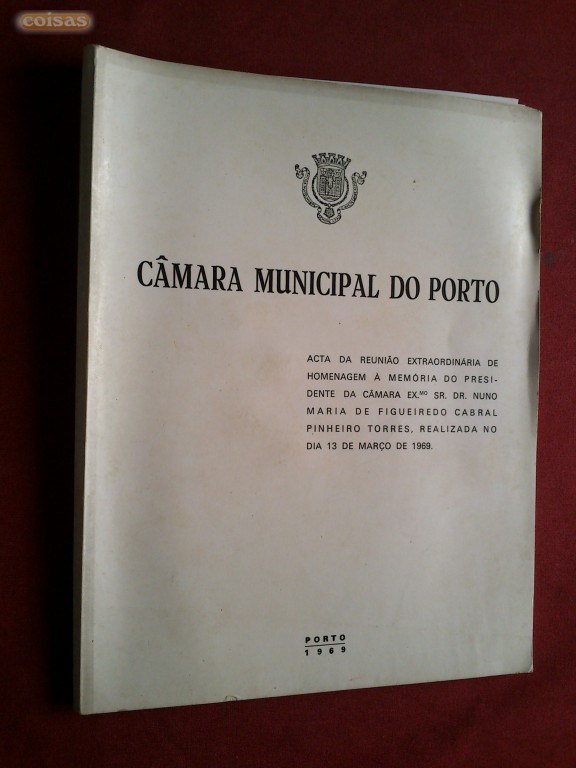 coisas
CÂMARA MUNICIPAL DO PORTO
ACTA DA REUNIÃO EXTRAORDINÁRIA DE
HOMENAGEM À MEMÓRIA DO PRESI-
DENTE DA CÂMARA EX.MO SR. DR. NUNO
MARIA DE FIGUEIREDO CABRAL
PINHEIRO TORRES, REALIZADA NO
DIA 13 DE MARÇO DE 1969.
PORTO
1969